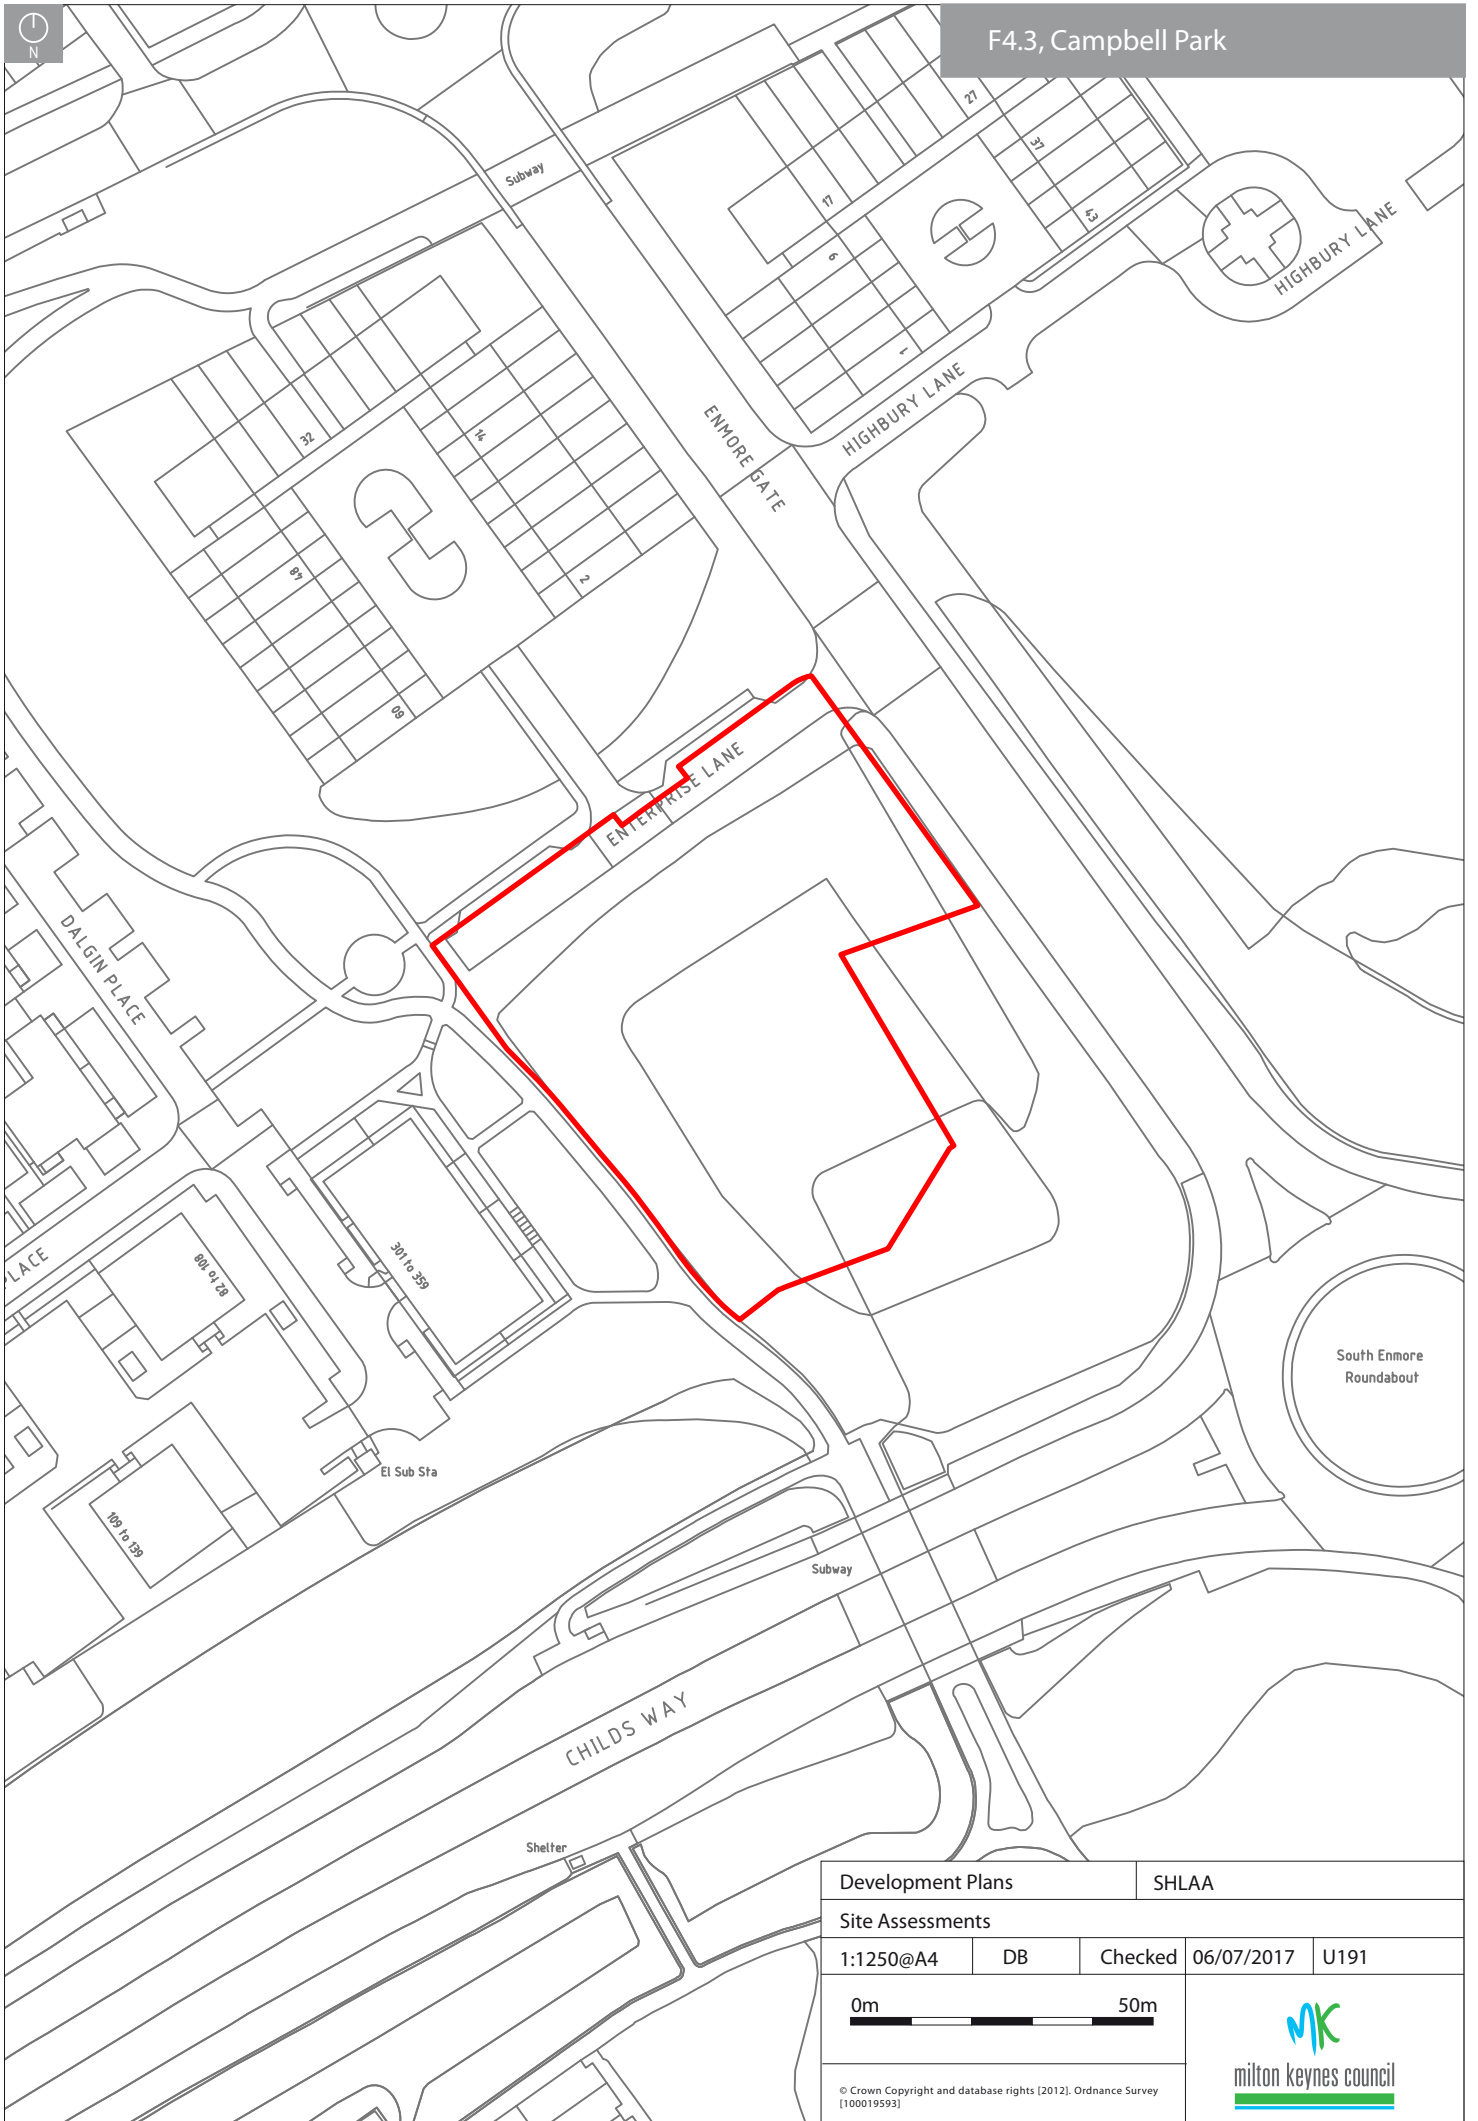 N
F4.3, Campbell Park
Subway
27
37
43
17
6
1
HIGHBURY LANE
HIGHBURY LANE
ENMORE GATE
32
14
48
2
60
ENTERPRISE LANE
DALGIN PLACE
PLACE
82 to 108
301 to 359
109 to 139
El Sub Sta
South Enmore
Roundabout
Subway
CHILDS WAY
Shelter
Development Plans
SHLAA
Site Assessments
1:1250@A4
DB
Checked
06/07/2017
U191
0m
50m
MK
milton keynes council
© Crown Copyright and database rights [2012]. Ordnance Survey
[100019593]